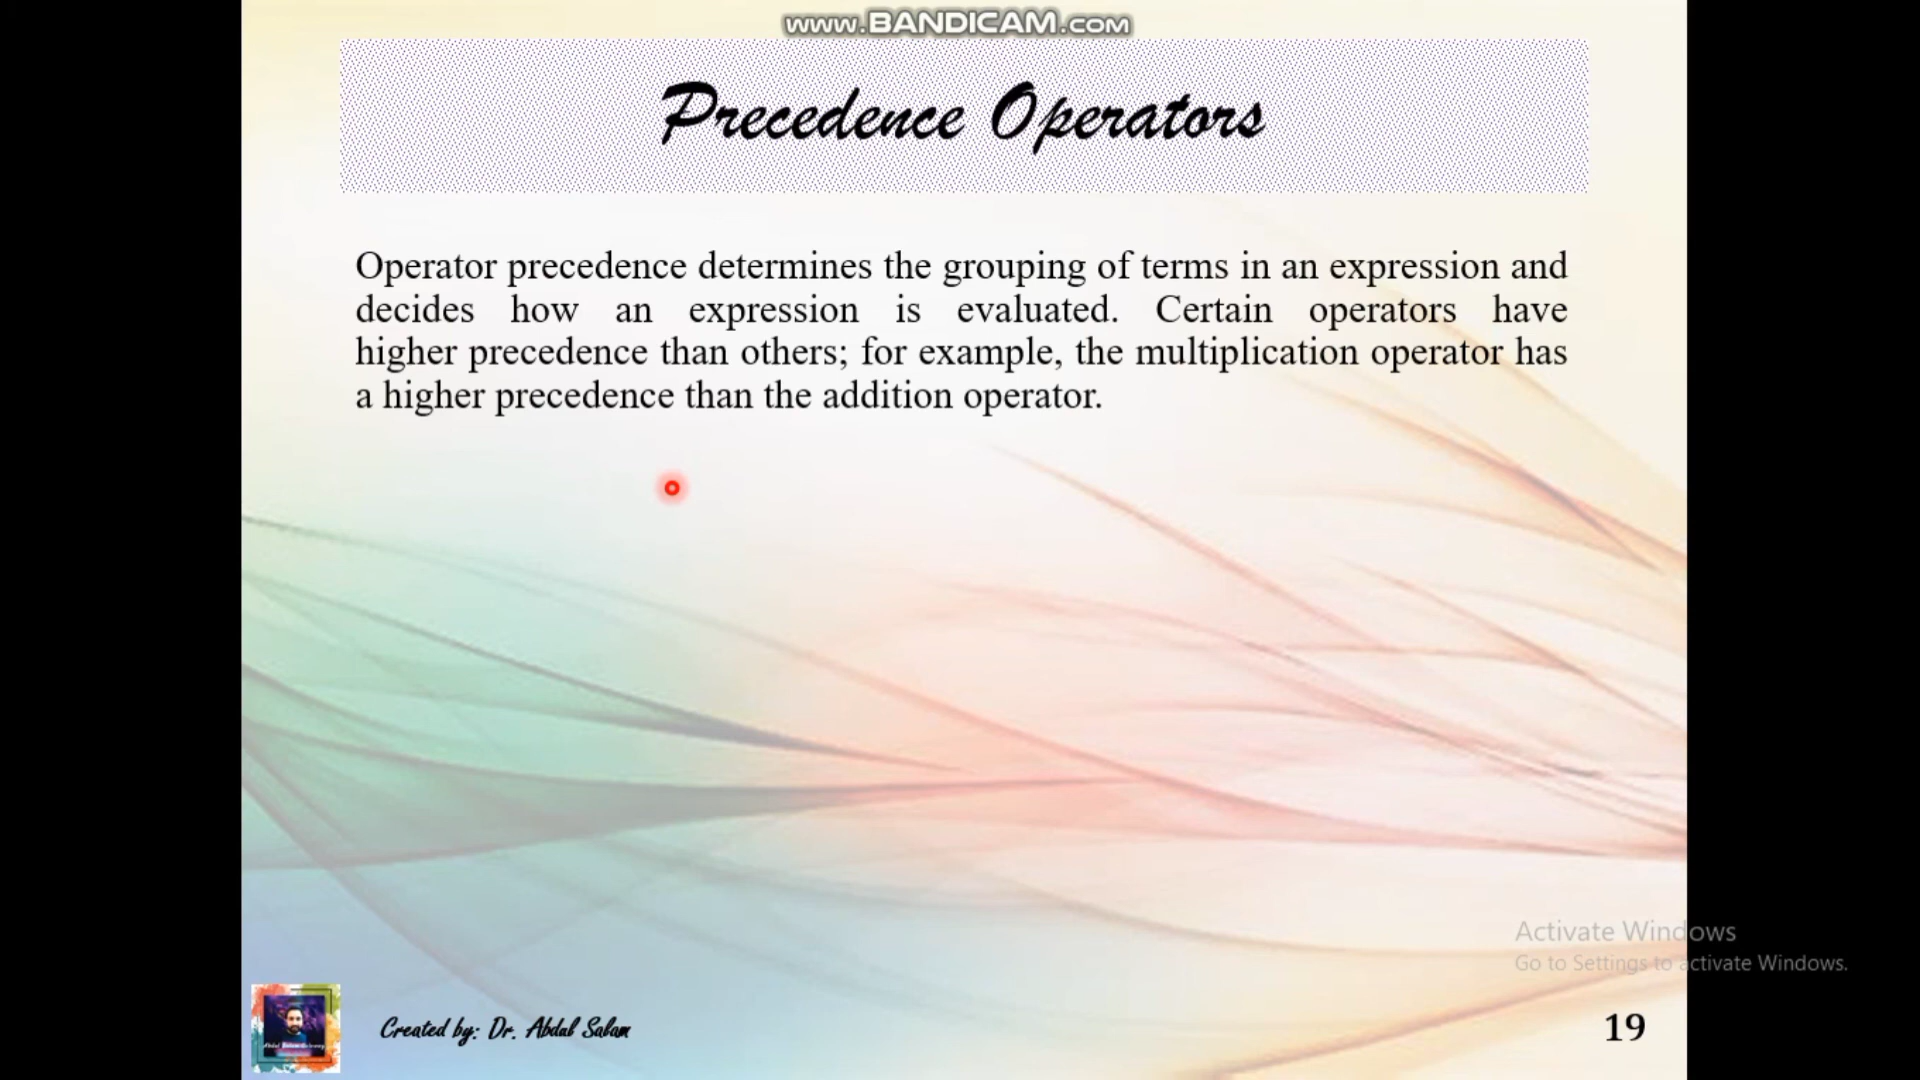 www.BANDICAM.com
Precedence Operators
Operator precedence determines the grouping of terms in an expression and
decides how an expression is evaluated. Certain operators have
higher precedence than others; for example, the multiplication operator has
a higher precedence than the addition operator.
Activate Windows
Go to Settings to activate Windows.
Created by: Dr. Abdul Salam
19